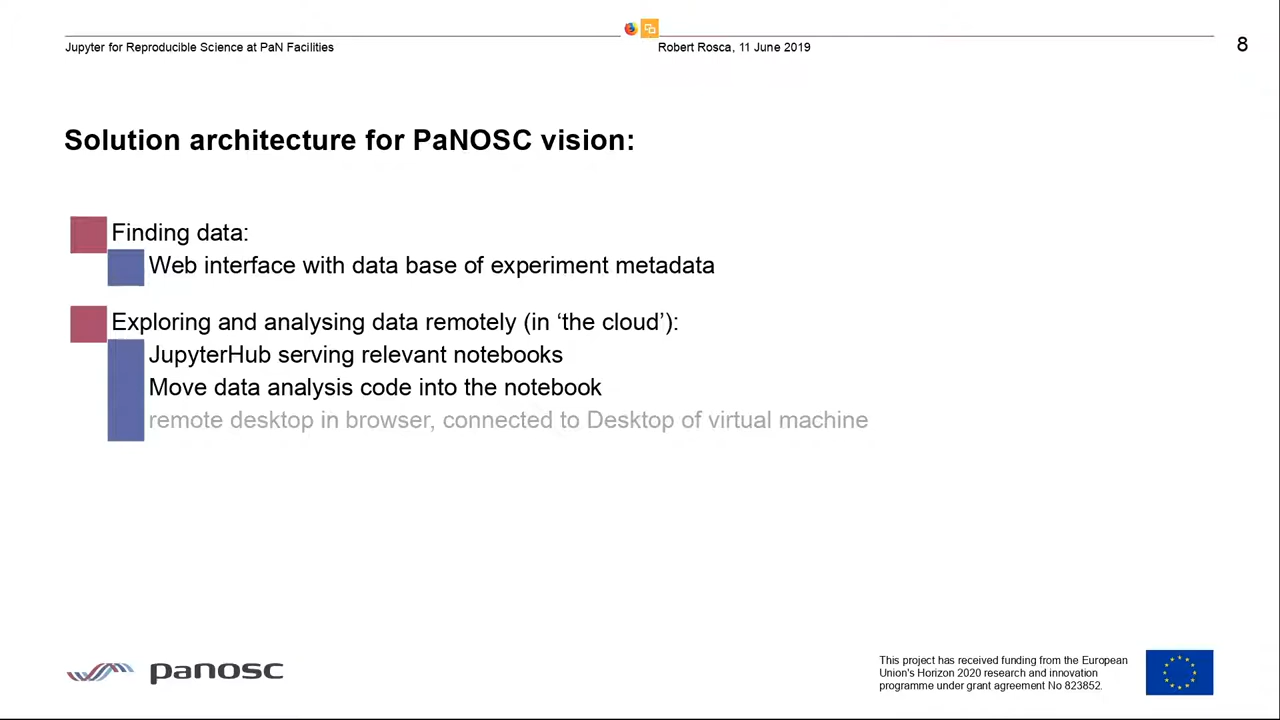 Jupyter for Reproducible Science at PaN Facilities
Robert Rosca, 11 June 2019
8
Solution architecture for PaNOSC vision:
Finding data:
Web interface with data base of experiment metadata
Exploring and analysing data remotely (in ‘the cloud’):
JupyterHub serving relevant notebooks
Move data analysis code into the notebook
remote desktop in browser, connected to Desktop of virtual machine
panosc
This project has received funding from the European
Union's Horizon 2020 research and innovation
programme under grant agreement No 823852.